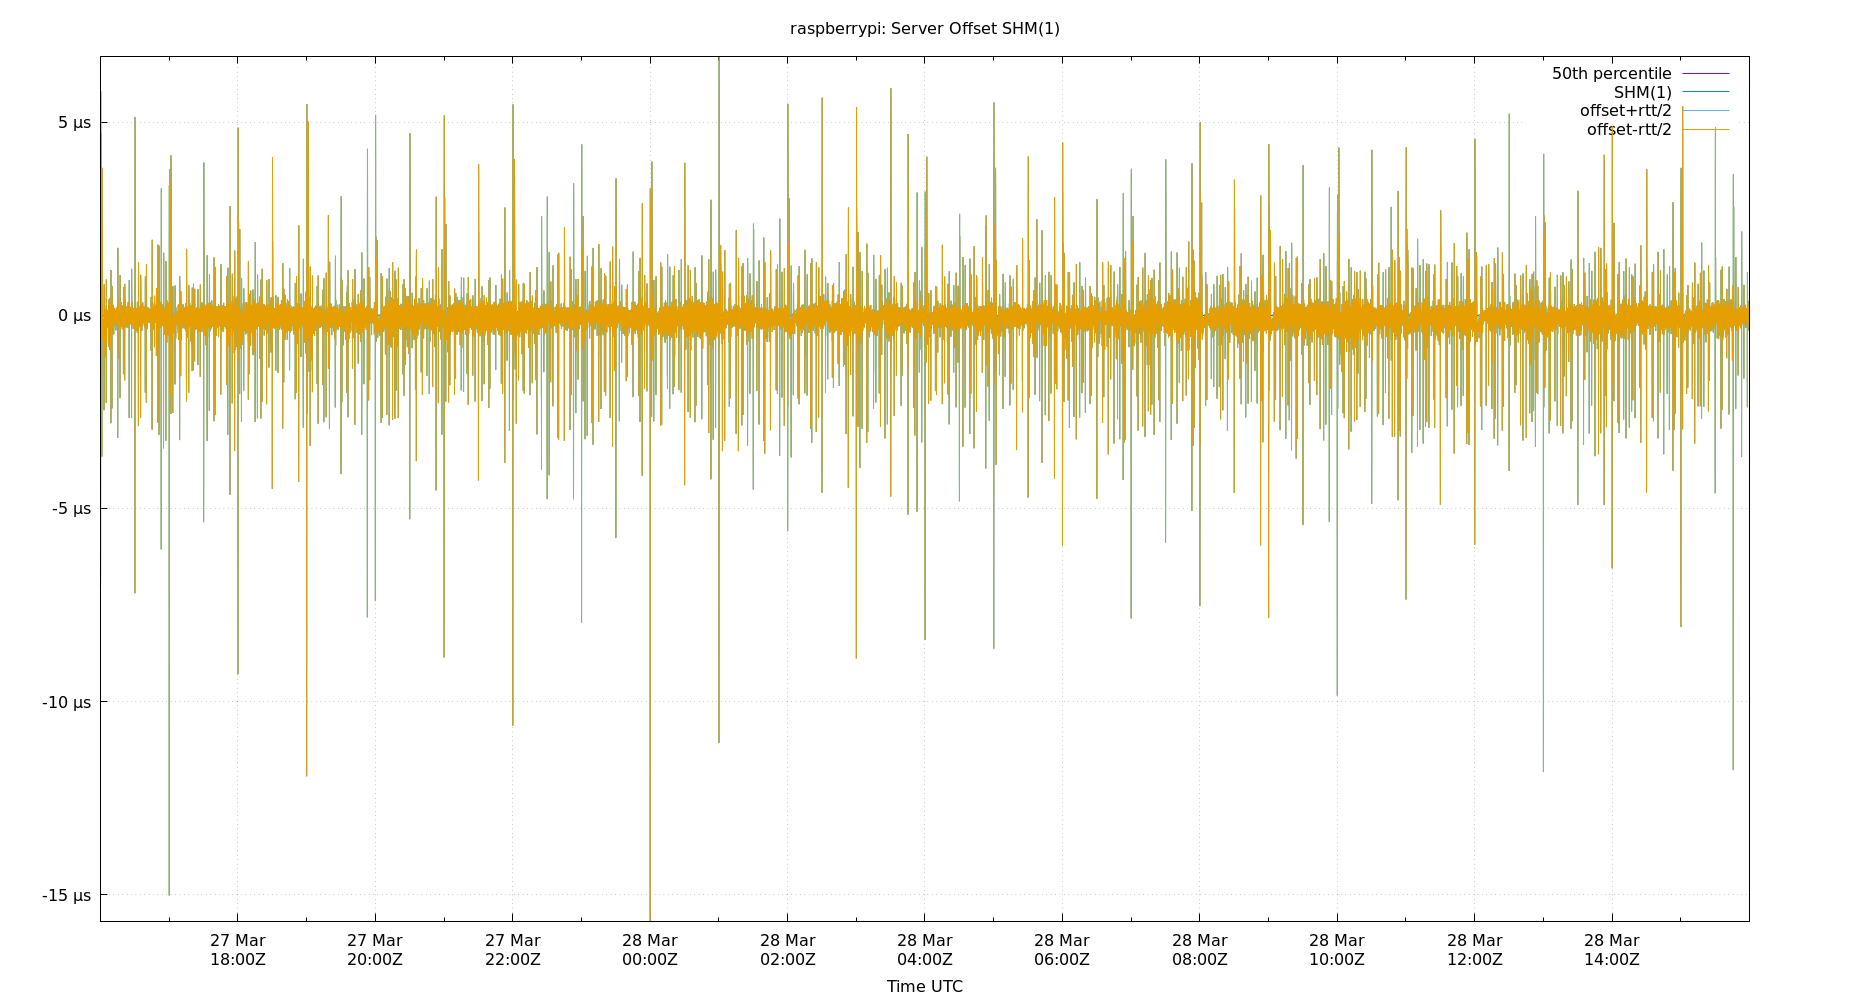 raspberrypi: Server Offset SHM(1)
50th percentile
SHM(1)
offset+rtt/2
offset-rtt/2
5 µs
0 µs
-5 µs
-10 µs
-15 µs
27 Mar 27 Mar 27 Mar 28 Mar 28 Mar 28 Mar 28 Mar 28 Mar 28 Mar 28 Mar 28 Mar
18:00Z 20:00Z 22:00Z 00:00Z 02:00Z 04:00Z 06:00Z 08:00Z 10:00Z 12:00Z 14:00Z
Time UTC